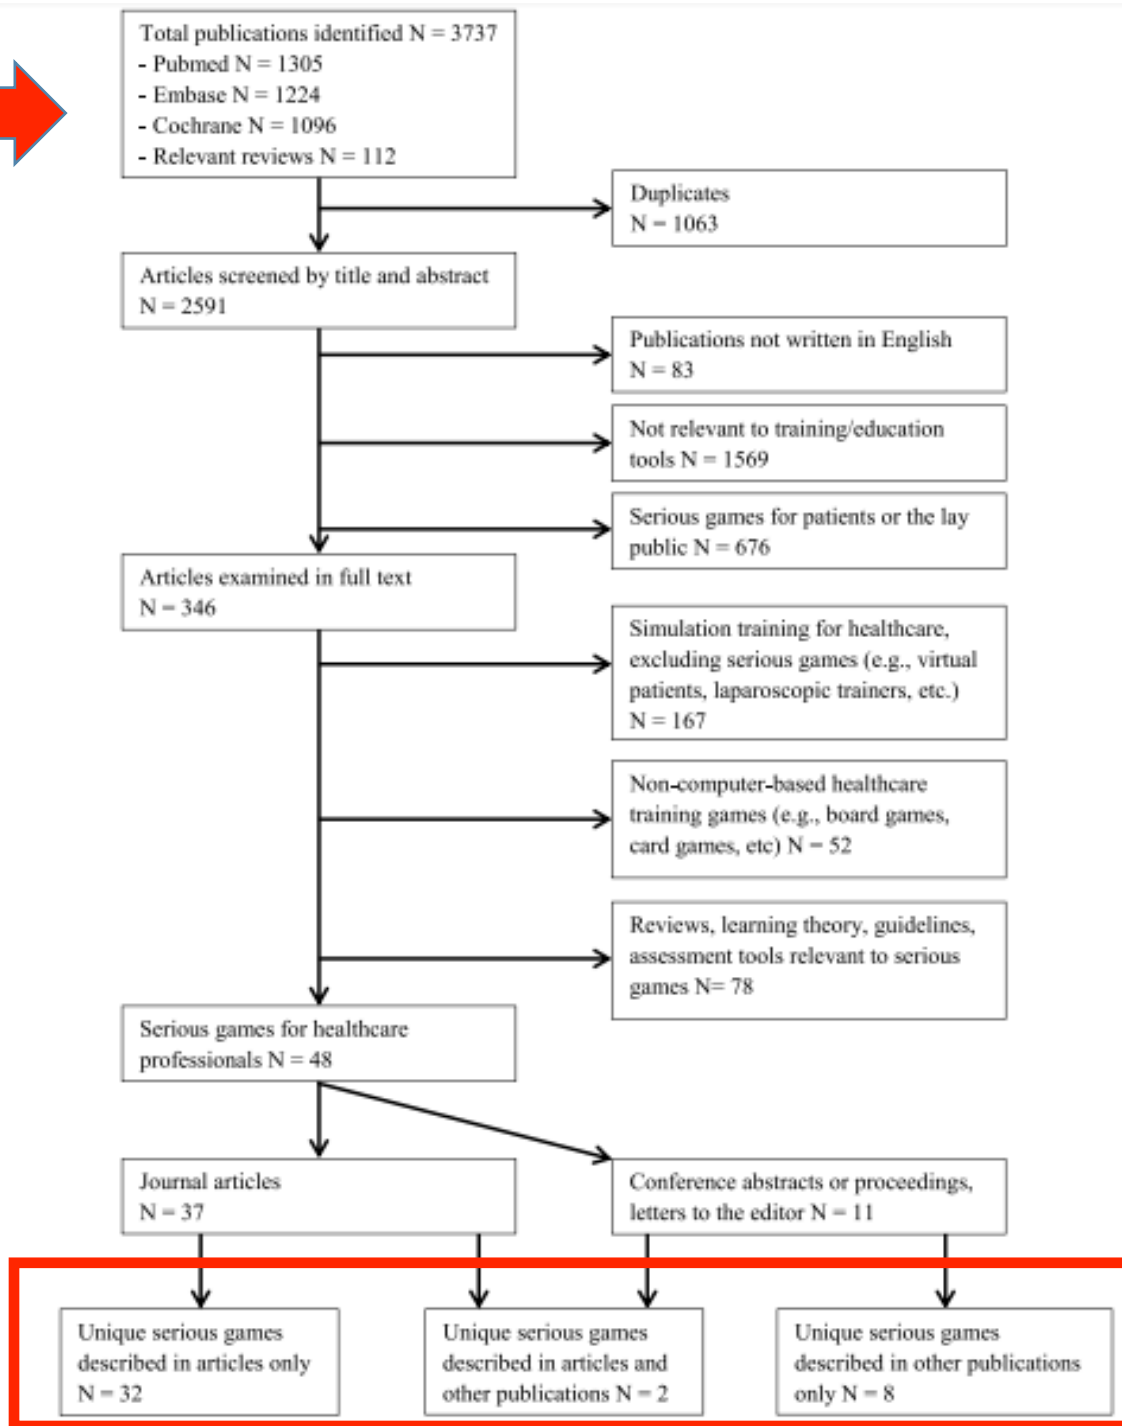 Total publications identified N = 3737
- Pubmed N = 1305
- Embase N = 1224
- Cochrane N = 1096
- Relevant reviews N = 112
Duplicates
N = 1063
Articles screened by title and abstract
N = 2591
Publications not written in English
N = 83
Not relevant to training/education
tools N = 1569
Serious games for patients or the lay
public N = 676
Articles examined in full text
N = 346
Simulation training for healthcare,
excluding serious games (e.g., virtual
patients, laparoscopic trainers, etc.)
N = 167
Non-computer-based healthcare
training games (e.g., board games,
card games, etc) N = 52
Reviews, learning theory, guidelines,
assessment tools relevant to serious
games N= 78
Serious games for healthcare
professionals N = 48
Journal articles
N = 37
Conference abstracts or proceedings,
letters to the editor N = 11
Unique serious games
described in articles only
N = 32
Unique serious games
described in articles and
other publications N = 2
Unique serious games
described in other publications
only N = 8